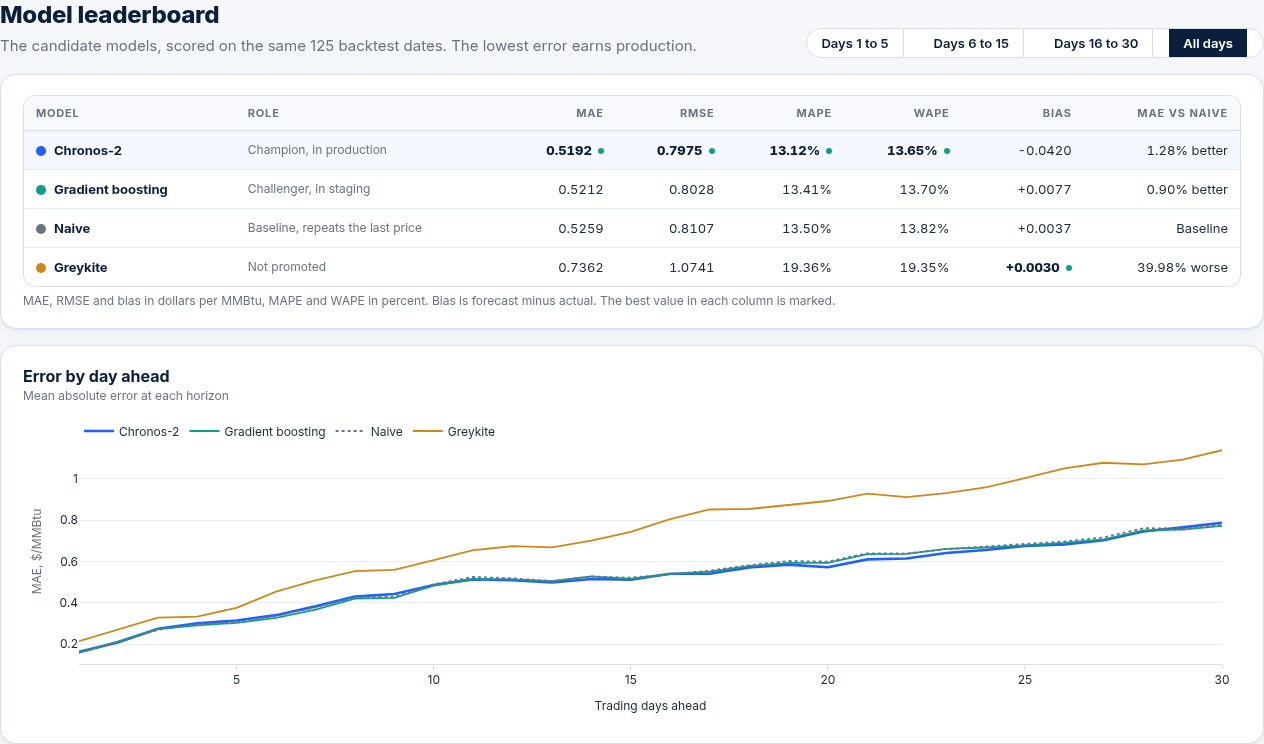 Model leaderboard
The candidate models, scored on the same 125 backtest dates. The lowest error earns production.
Days 1 to 5 Days 6 to 15 Days 16 to 30 All days
MODEL ROLE MAE RMSE MAPE WAPE BIAS MAE VS NAIVE
Chronos-2 Champion, in production 0.5192 0.7975 13.12% 13.65% -0.0420 1.28% better
Gradient boosting Challenger, in staging 0.5212 0.8028 13.41% 13.70% +0.0077 0.90% better
Naive Baseline, repeats the last price 0.5259 0.8107 13.50% 13.82% +0.0037 Baseline
Greykite Not promoted 0.7362 1.0741 19.36% 19.35% +0.0030 39.98% worse
MAE, RMSE and bias in dollars per MMBtu, MAPE and WAPE in percent. Bias is forecast minus actual. The best value in each column is marked.
Error by day ahead
Mean absolute error at each horizon
Chronos-2 Gradient boosting Naive Greykite
MAE, $/MMBtu
1
0.8
0.6
0.4
0.2
5 10 15 20 25 30
Trading days ahead